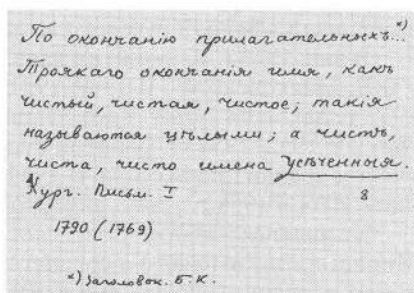 По окончанію прилагательныхъ...*)
Троякаго окончанія имя, какъ
чистый, чистая, чистое; такія
называются цѣлыми; а чистъ,
чиста, чисто имена усѣченныя.
Кург. Письм. I 8
1790 (1769)
*) Заголовок. Б.К.